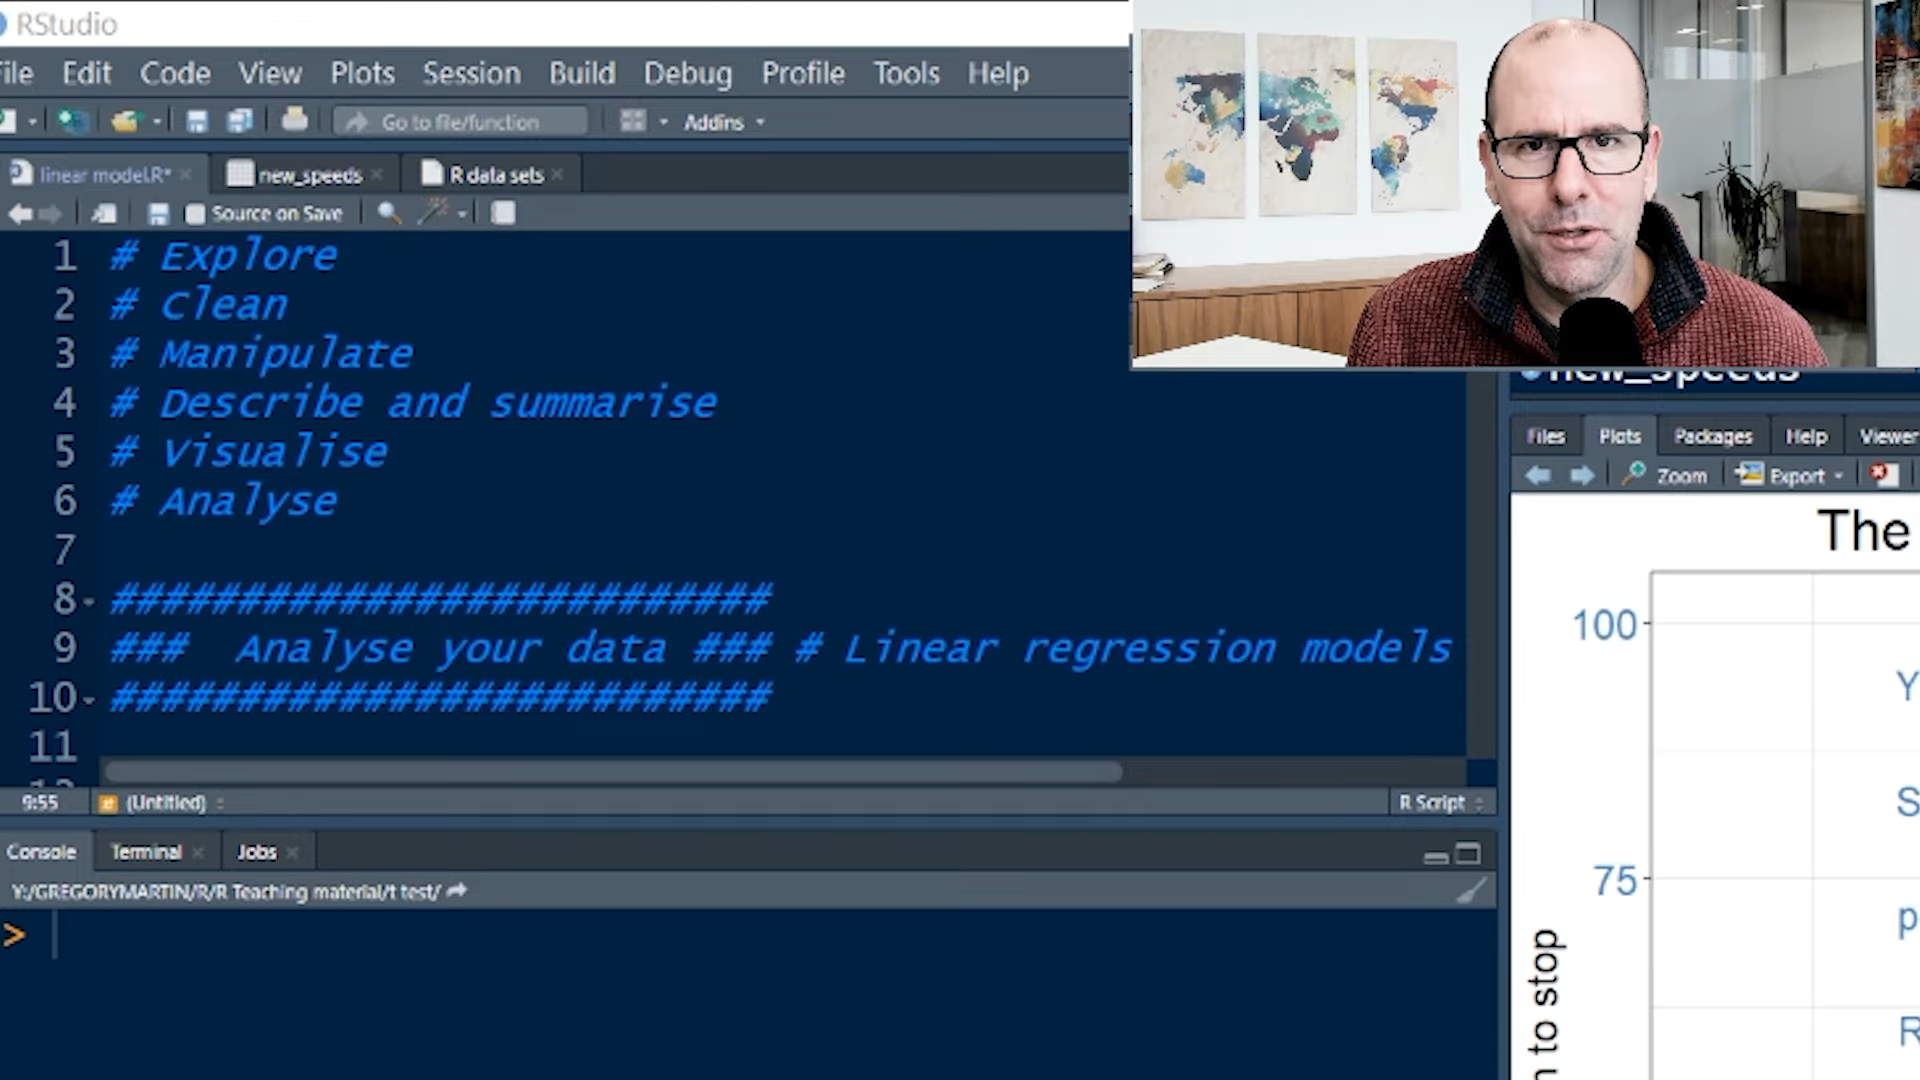 RStudio
File Edit Code View Plots Session Build Debug Profile Tools Help
Go to file/function Addins
linear model.R* new_speeds R data sets
Source on Save
1 # Explore
2 # Clean
3 # Manipulate
4 # Describe and summarise
5 # Visualise
6 # Analyse
7
8 ##########################
9 ###  Analyse your data ### # Linear regression models
10 ##########################
11
9:55 (Untitled) R Script
Console Terminal Jobs
Y:/GREGORYMARTIN/R/R Teaching material/t test/
>
new_speeds
Files Plots Packages Help Viewer
Zoom Export
The
100
Y
S
75
p
R
to stop